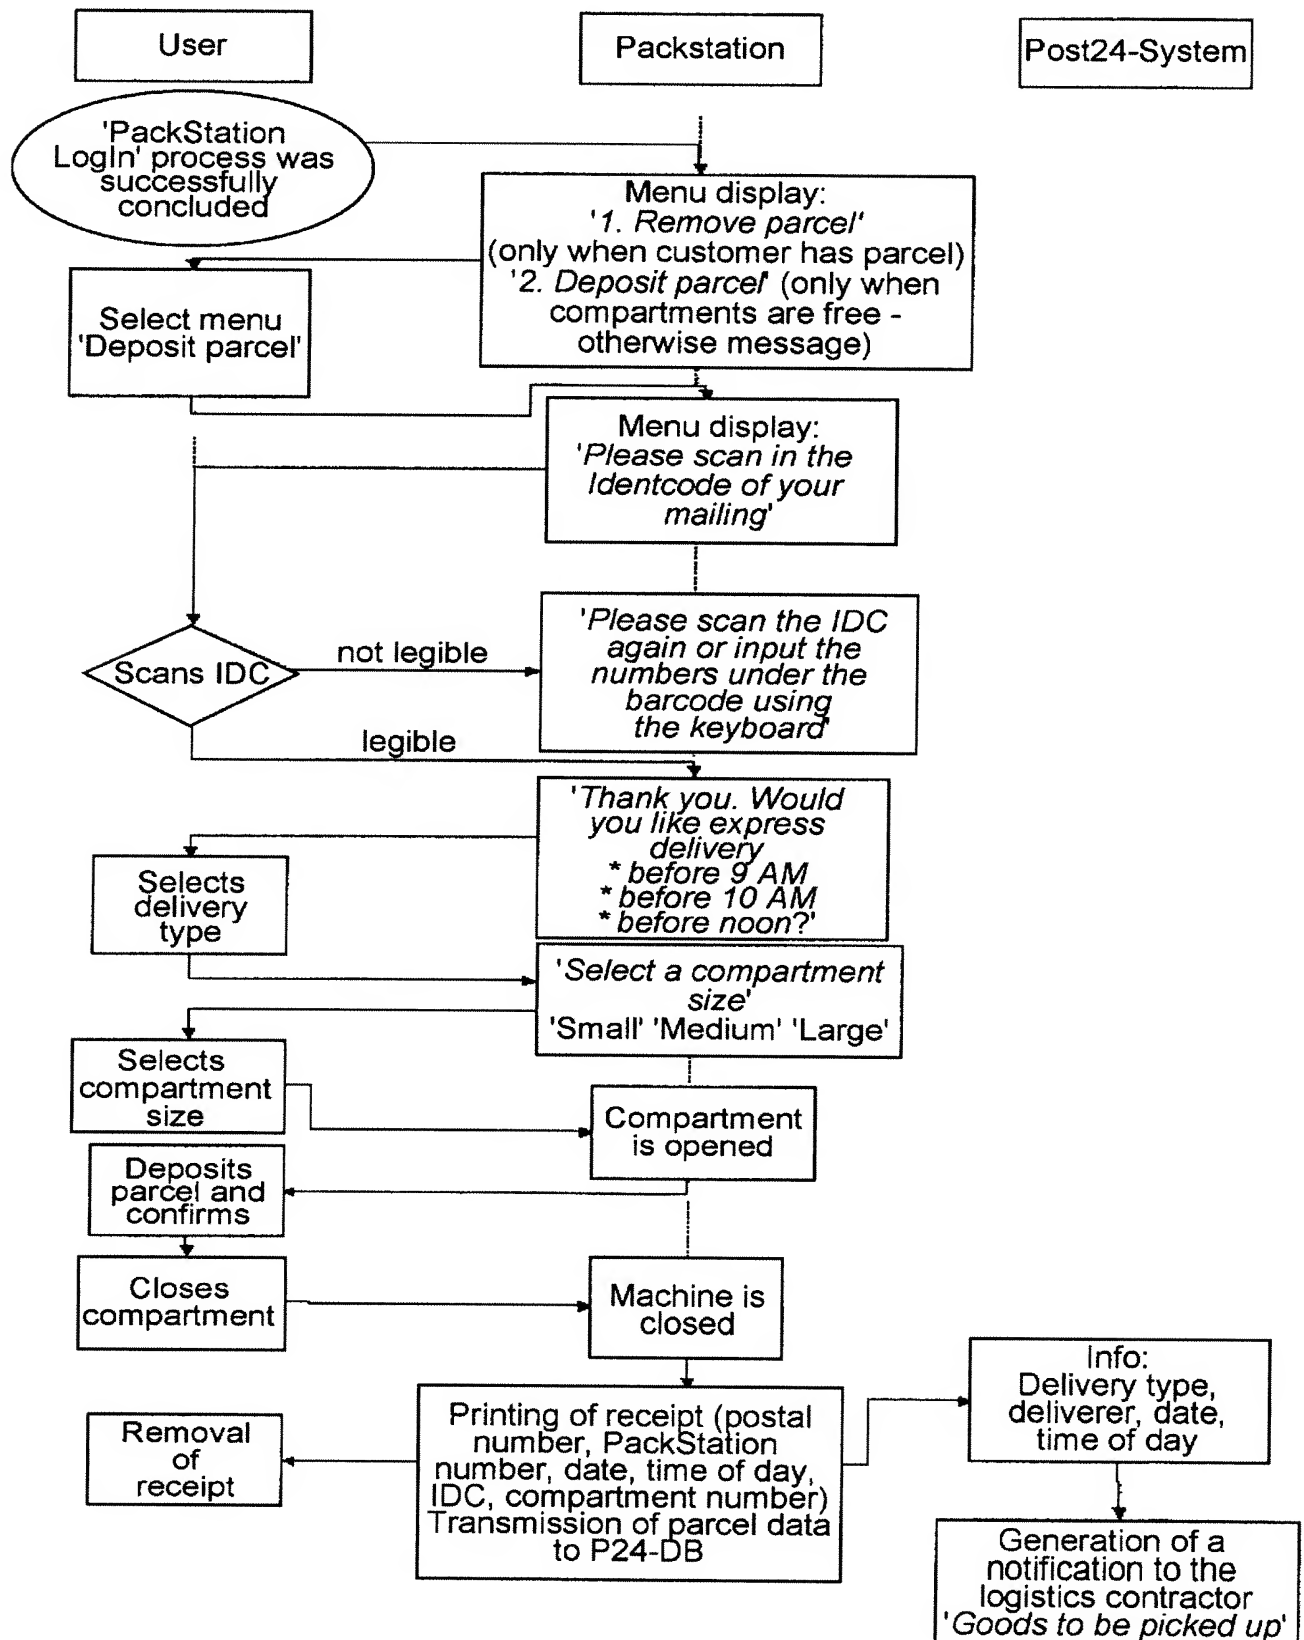 User
Packstation
Post24-System
'PackStation
LogIn' process was
successfully
concluded
Menu display:
'1. Remove parcel'
(only when customer has parcel)
'2. Deposit parcel' (only when
compartments are free -
otherwise message)
Select menu
'Deposit parcel'
Menu display:
'Please scan in the
Identcode of your
mailing'
Scans IDC
not legible
'Please scan the IDC
again or input the
numbers under the
barcode using
the keyboard'
legible
'Thank you. Would
you like express
delivery
* before 9 AM
* before 10 AM
* before noon?'
Selects
delivery
type
'Select a compartment
size'
'Small' 'Medium' 'Large'
Selects
compartment
size
Compartment
is opened
Deposits
parcel and
confirms
Closes
compartment
Machine is
closed
Printing of receipt (postal
number, PackStation
number, date, time of day,
IDC, compartment number)
Transmission of parcel data
to P24-DB
Removal
of
receipt
Info:
Delivery type,
deliverer, date,
time of day
Generation of a
notification to the
logistics contractor
'Goods to be picked up'